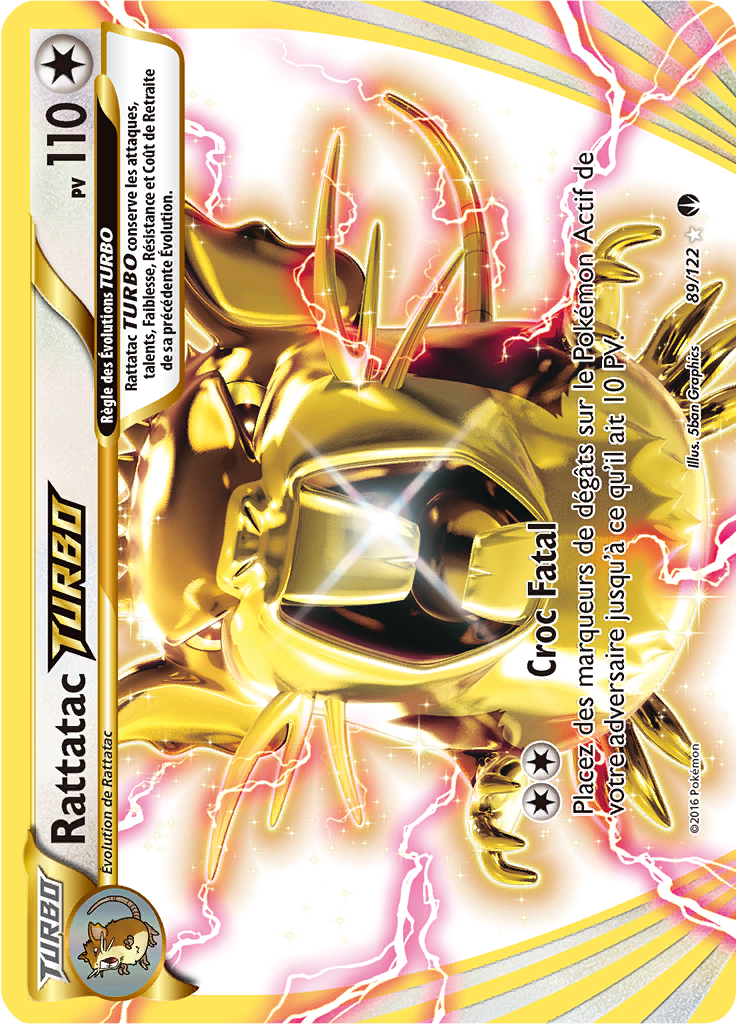 TURBO
Rattatac TURBO
PV 110
Évolution de Rattatac
Règle des Évolutions TURBO
Rattatac TURBO conserve les attaques,
talents, Faiblesse, Résistance et Coût de Retraite
de sa précédente Évolution.
Croc Fatal
Placez des marqueurs de dégâts sur le Pokémon Actif de
votre adversaire jusqu'à ce qu'il ait 10 PV.
Illus. 5ban Graphics
©2016 Pokémon
89/122